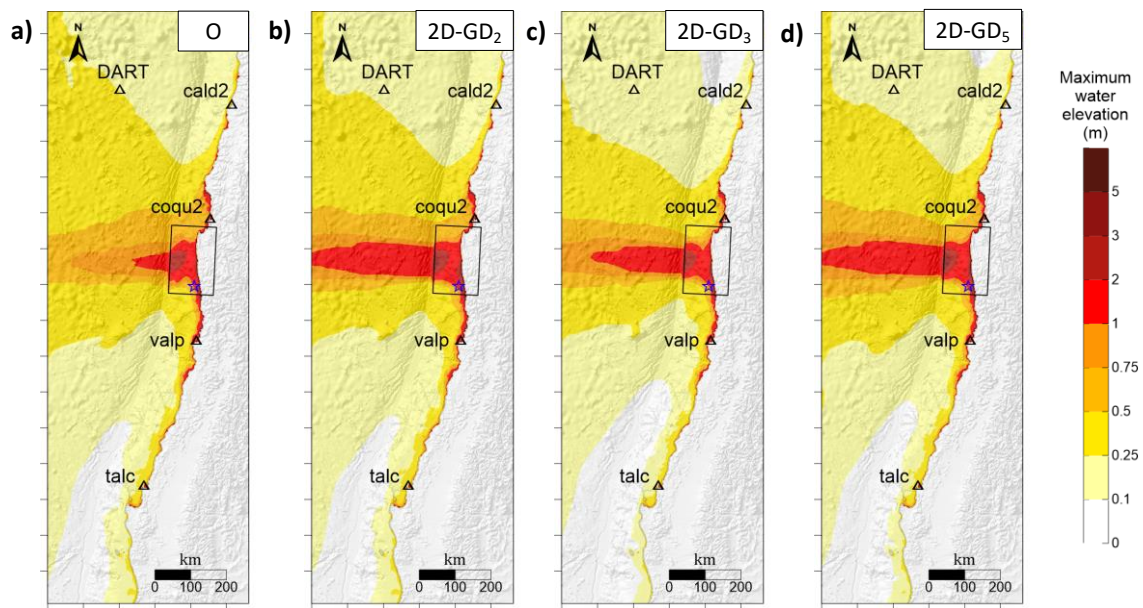 a)
N
O
DART
cald2
coqu2
valp
talc
km
0 100 200
b)
N
2D-GD₂
DART
cald2
coqu2
valp
talc
km
0 100 200
c)
N
2D-GD₃
DART
cald2
coqu2
valp
talc
km
0 100 200
d)
N
2D-GD₅
DART
cald2
coqu2
valp
talc
km
0 100 200
Maximum
water
elevation
(m)
5
3
2
1
0.75
0.5
0.25
0.1
0